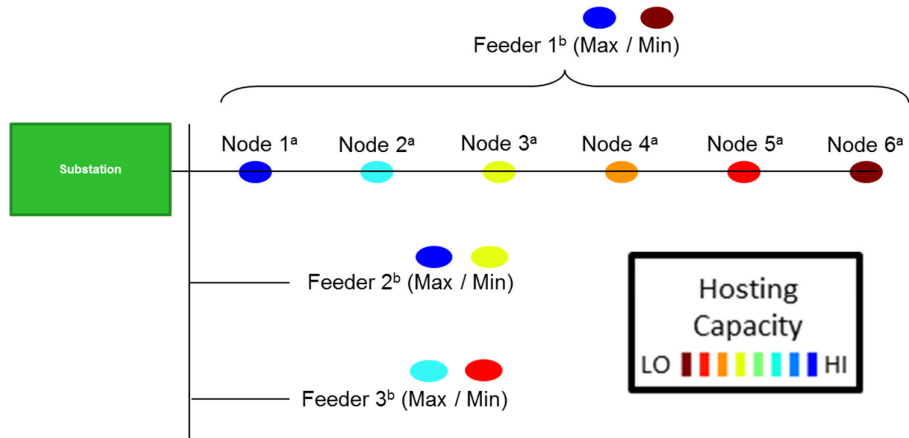 Feeder 1ᵇ (Max / Min)
Node 1ᵃ Node 2ᵃ Node 3ᵃ Node 4ᵃ Node 5ᵃ Node 6ᵃ
Substation
Feeder 2ᵇ (Max / Min)
Hosting
Capacity
LO HI
Feeder 3ᵇ (Max / Min)